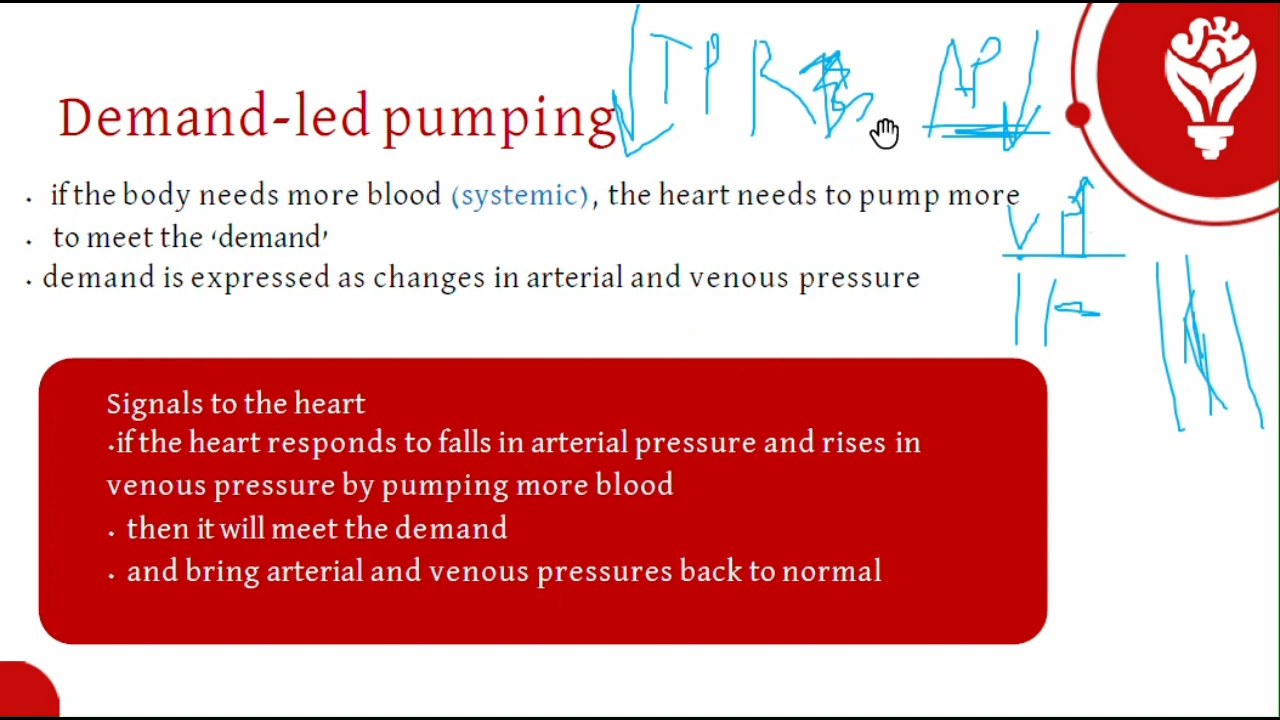 TPR
AP
Demand-led pumping
• if the body needs more blood (systemic), the heart needs to pump more
• to meet the ‘demand’
• demand is expressed as changes in arterial and venous pressure
Signals to the heart
•if the heart responds to falls in arterial pressure and rises in
venous pressure by pumping more blood
• then it will meet the demand
• and bring arterial and venous pressures back to normal